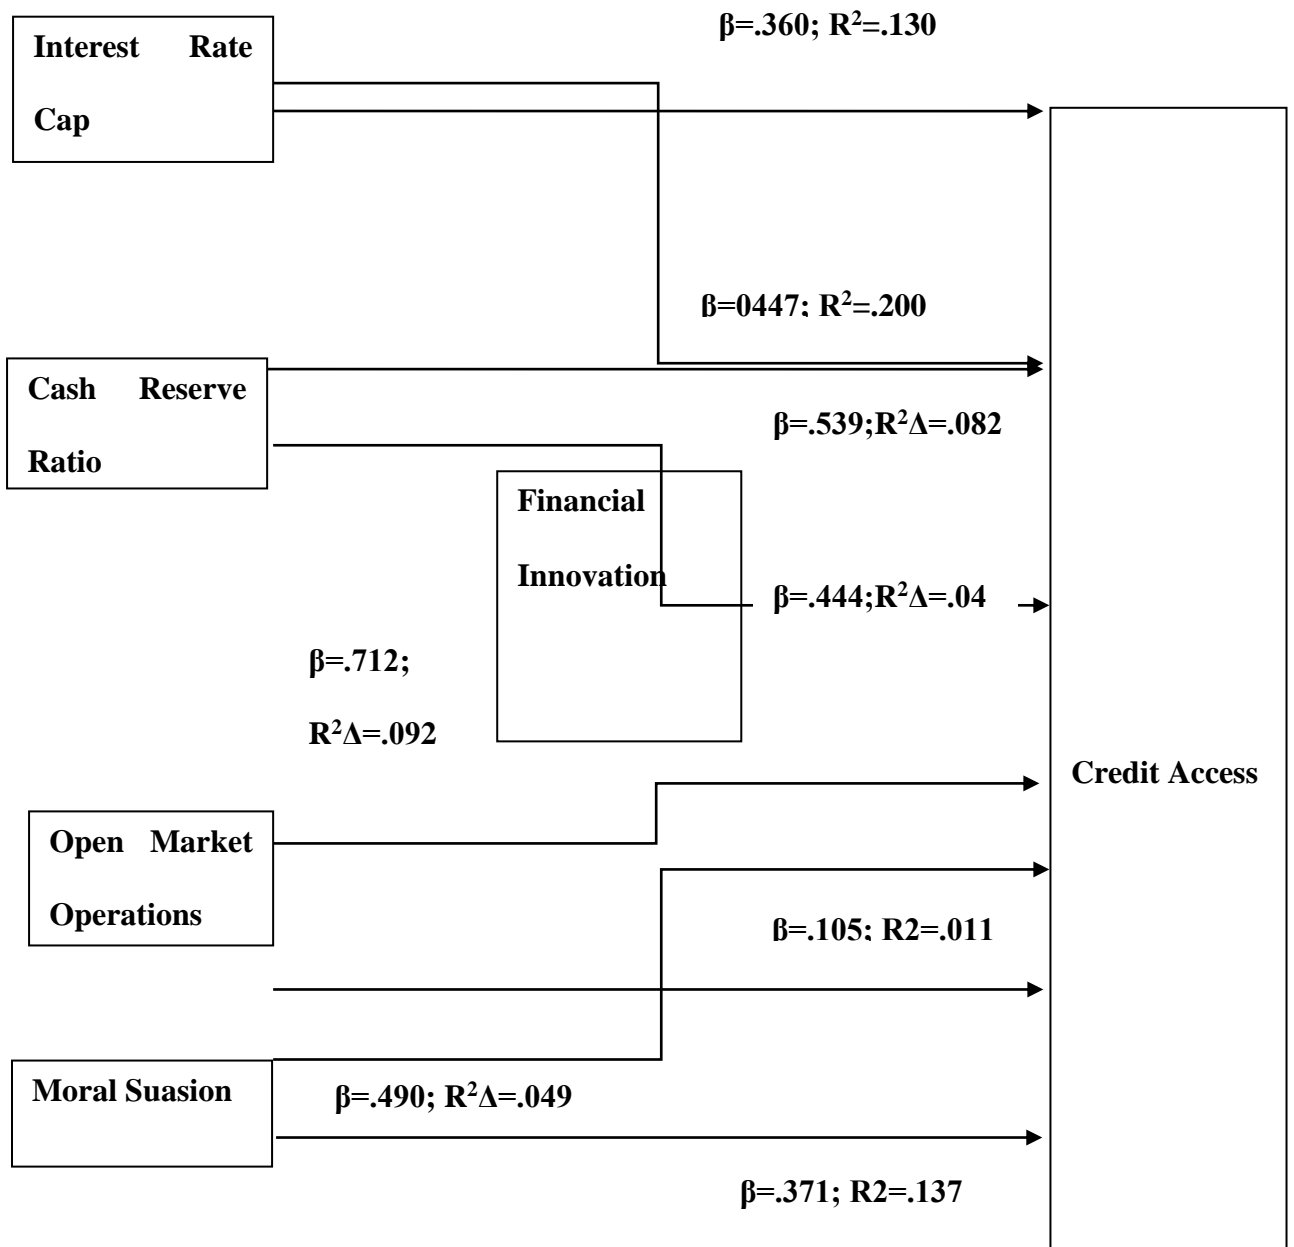 β=.360; R²=.130
Interest Rate
Cap
β=0447; R²=.200
Cash Reserve
Ratio
β=.539;R²Δ=.082
Financial
Innovation
β=.444;R²Δ=.04
β=.712;
R²Δ=.092
Credit Access
Open Market
Operations
β=.105; R2=.011
Moral Suasion
β=.490; R²Δ=.049
β=.371; R2=.137